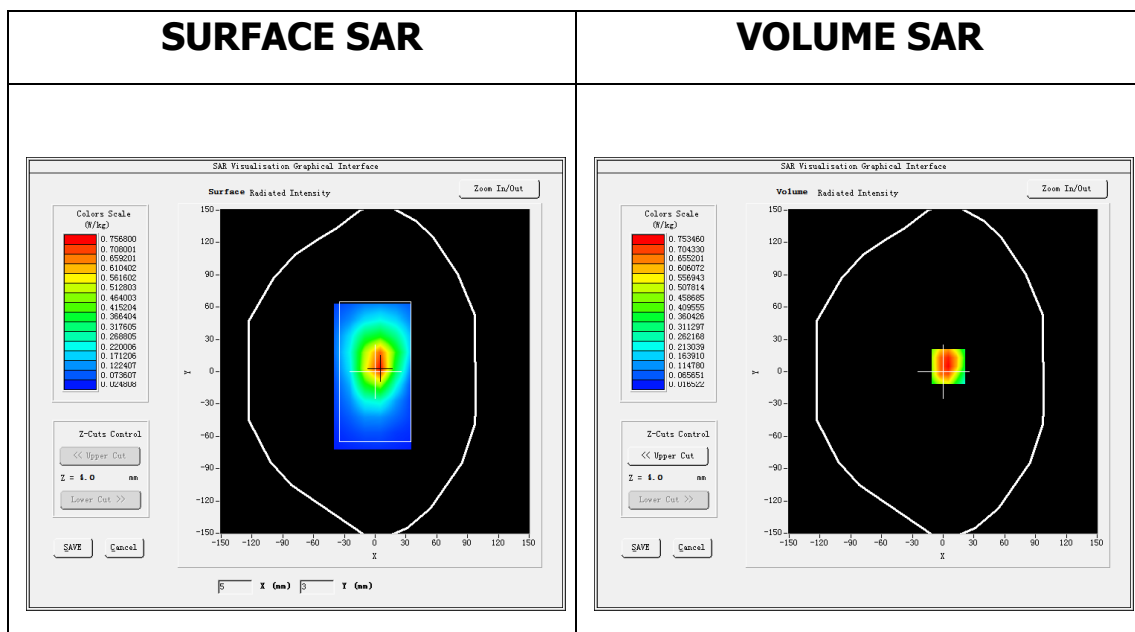 SURFACE SAR
VOLUME SAR
SAR Visualisation Graphical Interface
Surface Radiated Intensity
Zoom In/Out
Colors Scale
(W/kg)
0.756800
0.708001
0.659201
0.610402
0.561602
0.512803
0.464003
0.415204
0.366404
0.317605
0.268805
0.220006
0.171206
0.122407
0.073607
0.024808
150
120
90
60
30
0
-30
-60
-90
-120
-150
Y
-150 -120 -90 -60 -30 0 30 60 90 120 150
X
Z-Cuts Control
<< Upper Cut
Z = 4.0 mm
Lower Cut >>
SAVE Cancel
5 X (mm) 3 Y (mm)
SAR Visualisation Graphical Interface
Volume Radiated Intensity
Zoom In/Out
Colors Scale
(W/kg)
0.753460
0.704330
0.655201
0.606072
0.556943
0.507814
0.458685
0.409555
0.360426
0.311297
0.262168
0.213039
0.163910
0.114780
0.065651
0.016522
150
120
90
60
30
0
-30
-60
-90
-120
-150
Y
-150 -120 -90 -60 -30 0 30 60 90 120 150
X
Z-Cuts Control
<< Upper Cut
Z = 4.0 mm
Lower Cut >>
SAVE Cancel